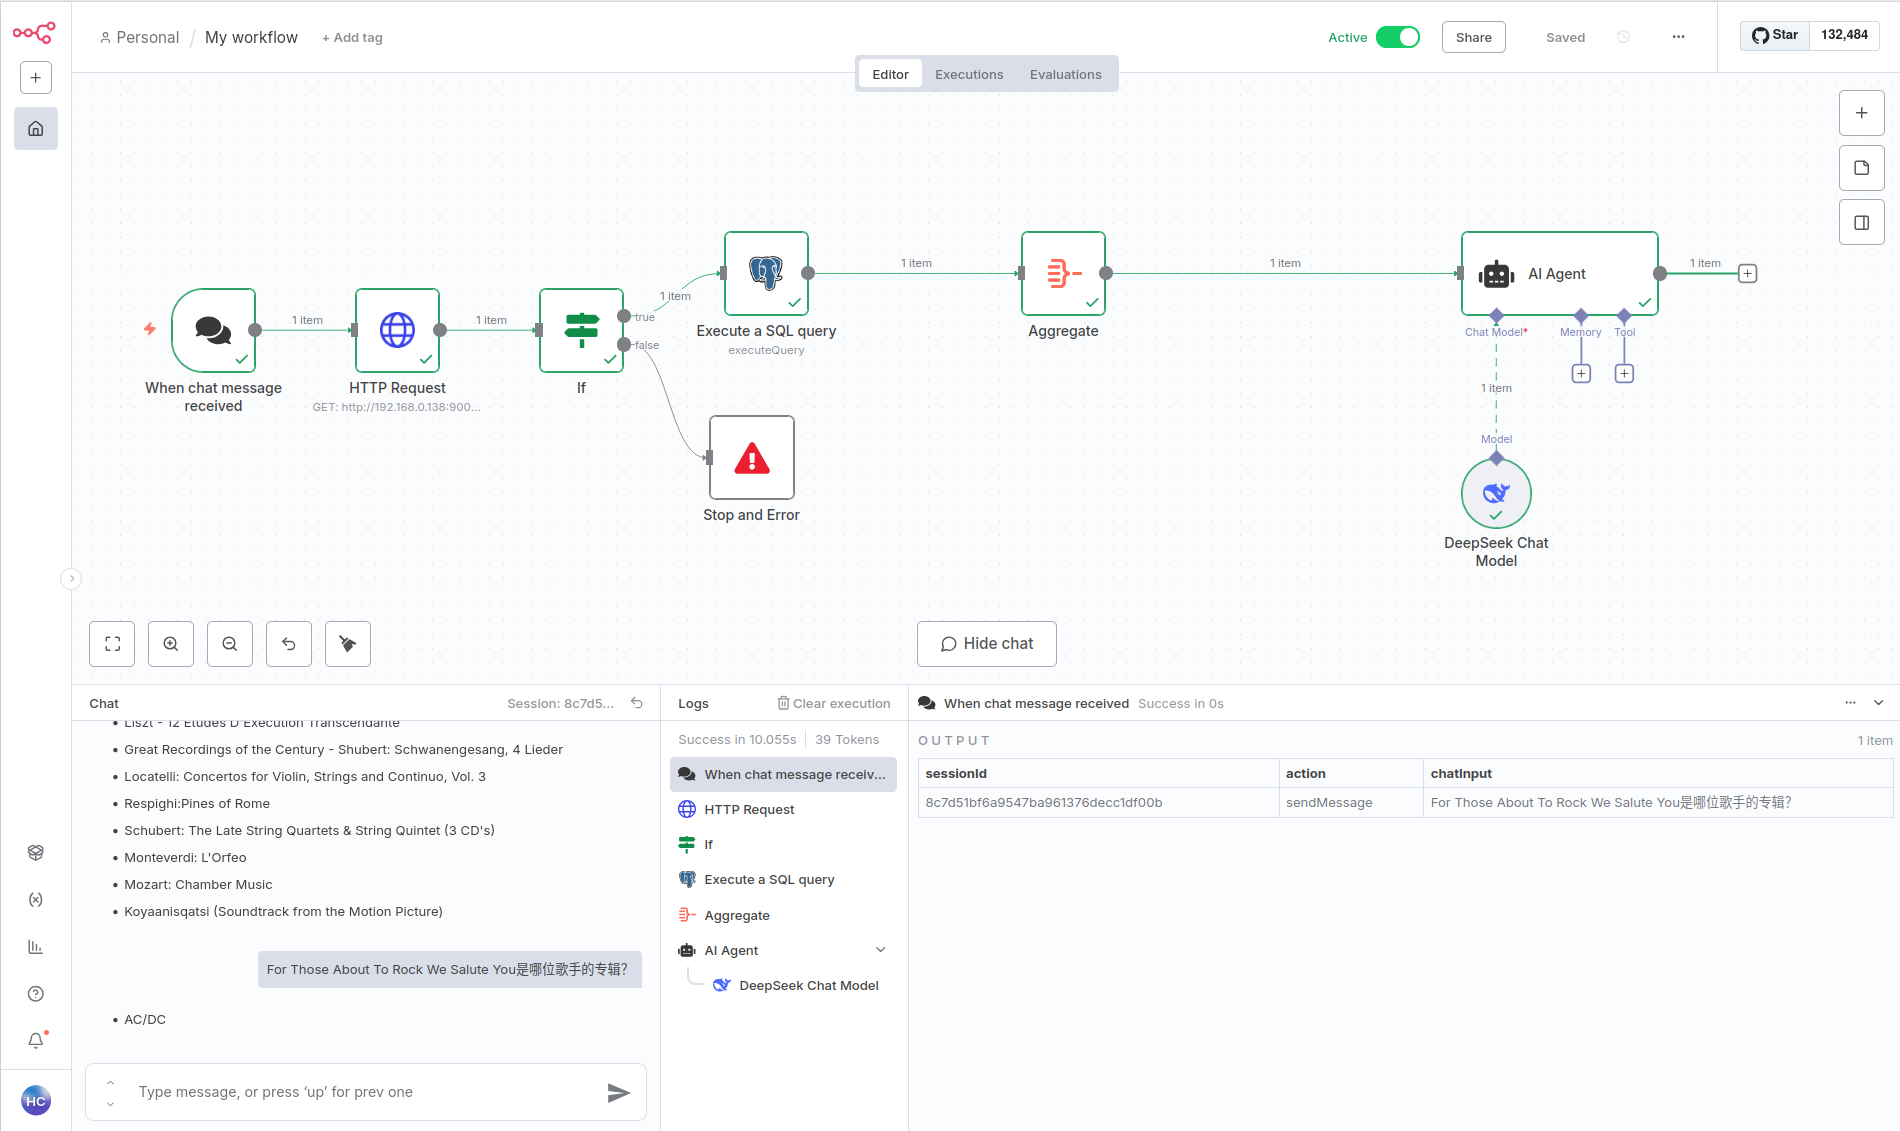 Personal / My workflow + Add tag
Active Share Saved ... Star 132,484
Editor Executions Evaluations
1 item
1 item
1 item
true
false
1 item
1 item
1 item
AI Agent
When chat message
received
HTTP Request
GET: http://192.168.0.138:900...
If
Execute a SQL query
executeQuery
Aggregate
Chat Model* Memory Tool
1 item
Model
Stop and Error
DeepSeek Chat
Model
Hide chat
Chat Session: 8c7d5...
Liszt - 12 Études D'Execution Transcendante
• Great Recordings of the Century - Shubert: Schwanengesang, 4 Lieder
• Locatelli: Concertos for Violin, Strings and Continuo, Vol. 3
• Respighi:Pines of Rome
• Schubert: The Late String Quartets & String Quintet (3 CD's)
• Monteverdi: L'Orfeo
• Mozart: Chamber Music
• Koyaanisqatsi (Soundtrack from the Motion Picture)
For Those About To Rock We Salute You是哪位歌手的专辑?
• AC/DC
Type message, or press ‘up’ for prev one
HC
Logs Clear execution
Success in 10.055s 39 Tokens
When chat message receiv...
HTTP Request
If
Execute a SQL query
Aggregate
AI Agent
DeepSeek Chat Model
When chat message received Success in 0s
OUTPUT 1 item
sessionId action chatInput
8c7d51bf6a9547ba961376decc1df00b sendMessage For Those About To Rock We Salute You是哪位歌手的专辑?